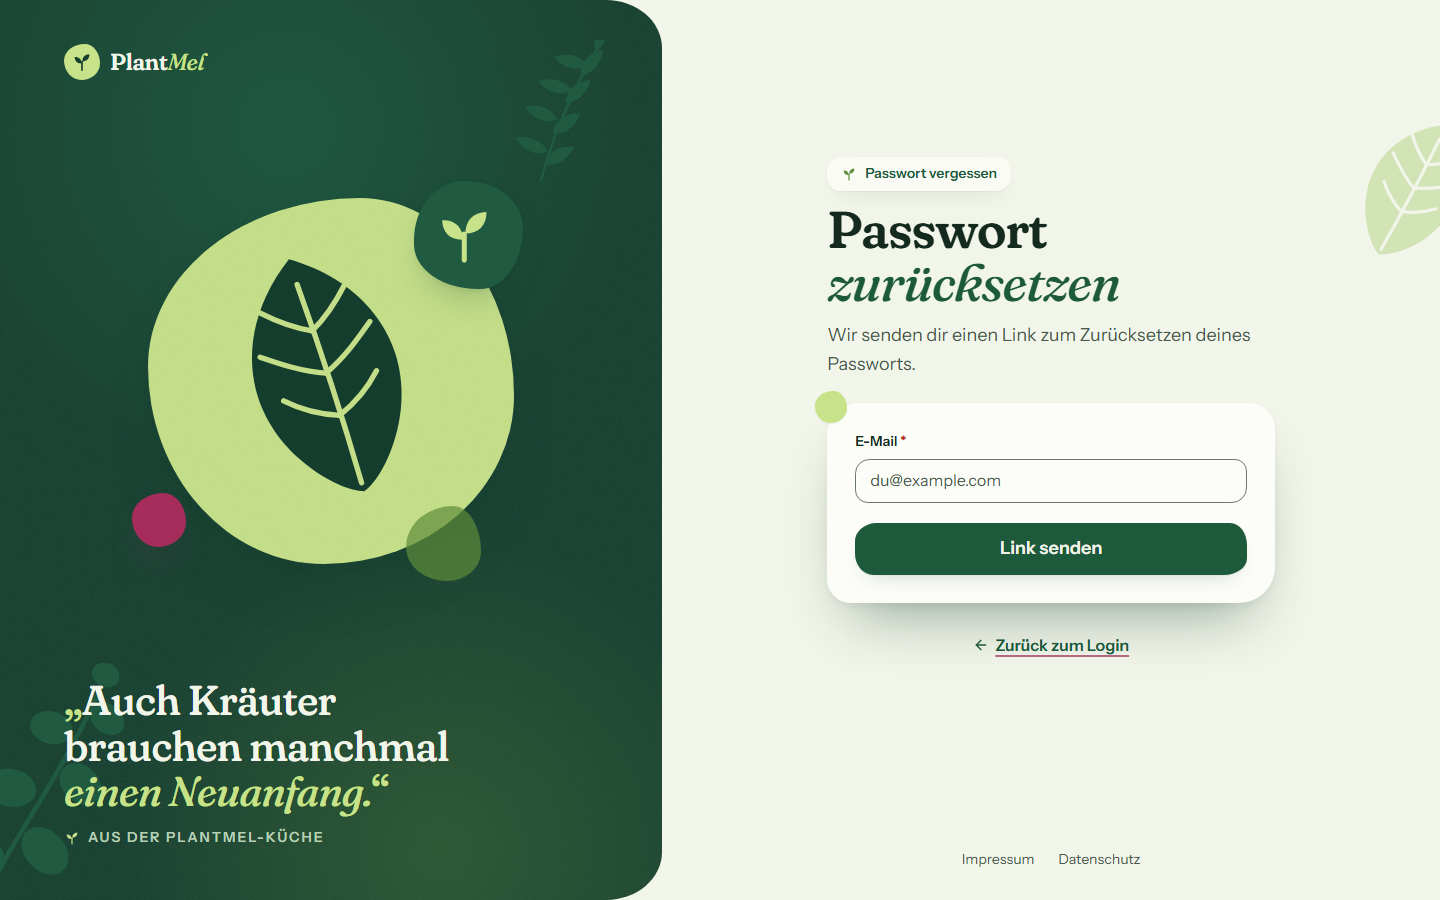 PlantMel
„Auch Kräuter
brauchen manchmal
einen Neuanfang.“
AUS DER PLANTMEL-KÜCHE
Passwort vergessen
Passwort
zurücksetzen
Wir senden dir einen Link zum Zurücksetzen deines
Passworts.
E-Mail *
du@example.com
Link senden
← Zurück zum Login
Impressum Datenschutz